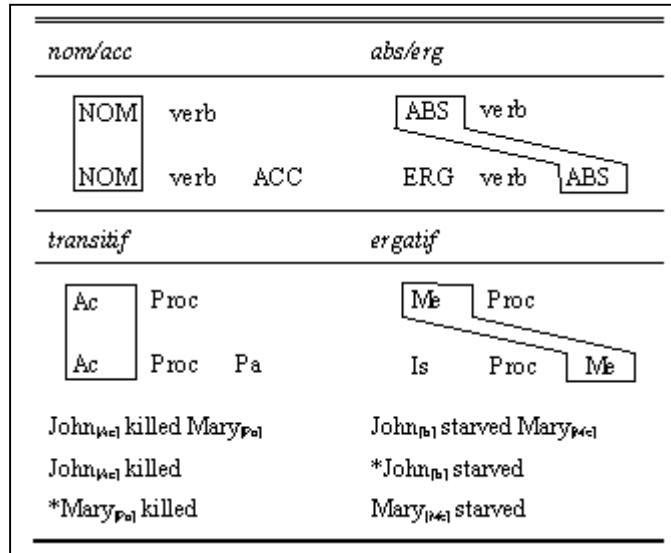 nom/acc abs/erg
NOM verb ABS verb
NOM verb ACC ERG verb ABS
transitif ergatif
Ac Proc Me Proc
Ac Proc Pa Is Proc Me
John[Ac] killed Mary[Pa] John[Is] starved Mary[Me]
John[Ac] killed *John[Is] starved
*Mary[Pa] killed Mary[Me] starved